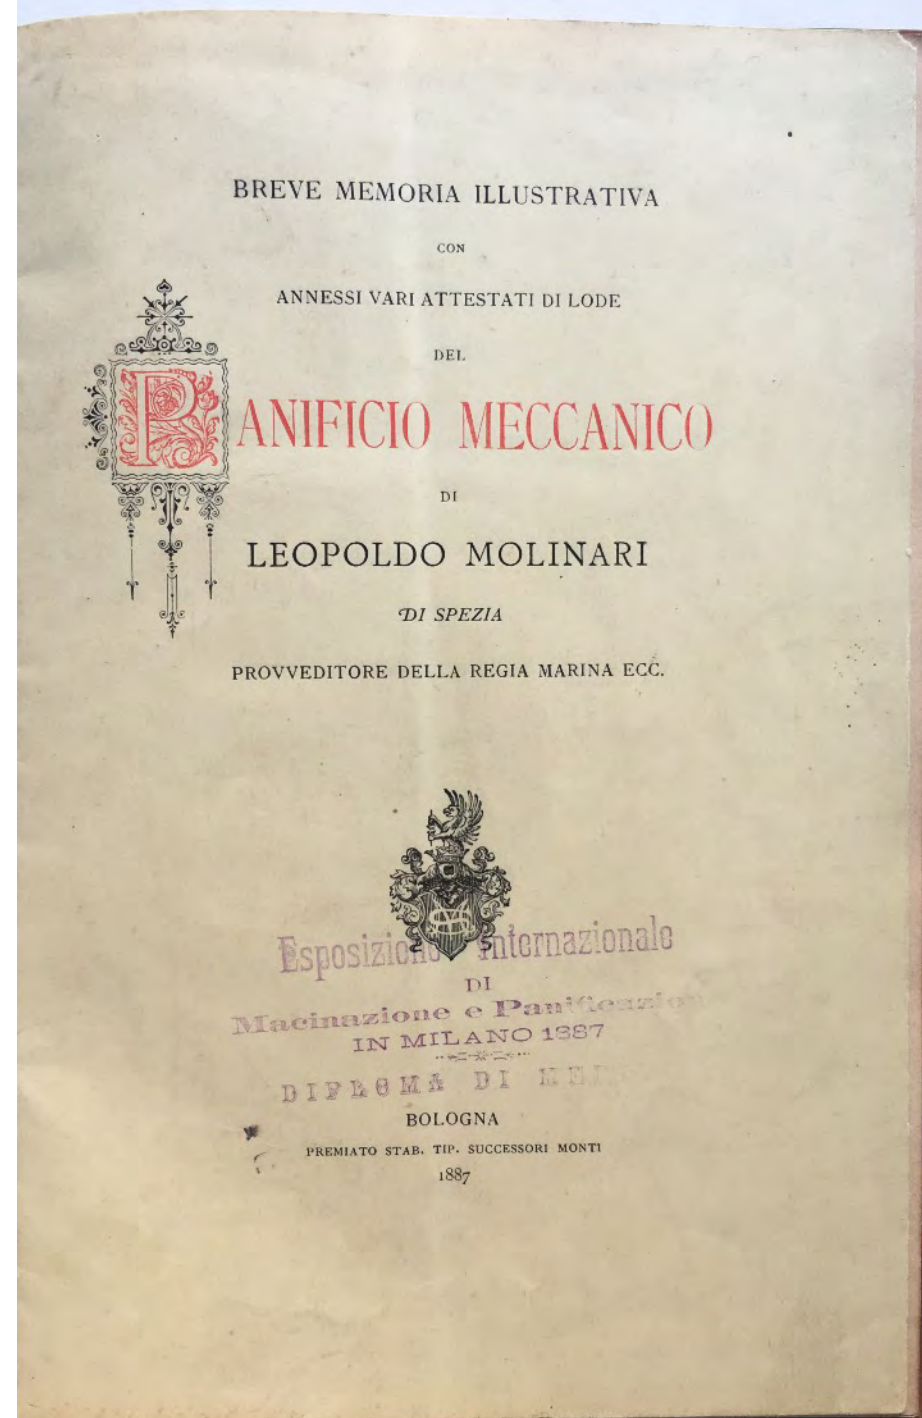 BREVE MEMORIA ILLUSTRATIVA
CON
ANNESSI VARI ATTESTATI DI LODE
DEL
PANIFICIO MECCANICO
DI
LEOPOLDO MOLINARI
DI SPEZIA
PROVVEDITORE DELLA REGIA MARINA ECC.
Esposizione Internazionale
DI
Macinazione e Panificazio
IN MILANO 1887
DIPLOMA DI
BOLOGNA
PREMIATO STAB. TIP. SUCCESSORI MONTI
1887